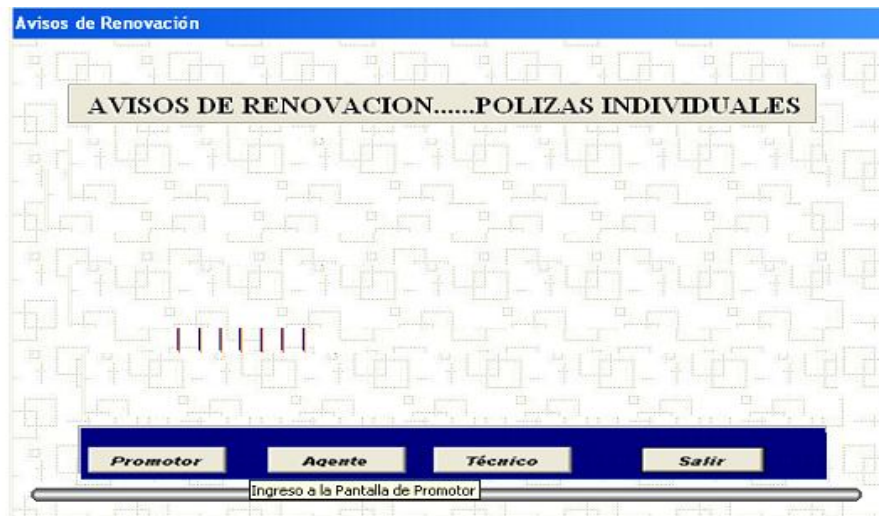 Avisos de Renovación
AVISOS DE RENOVACION......POLIZAS INDIVIDUALES
Promotor Agente Técnico Salir
Ingreso a la Pantalla de Promotor